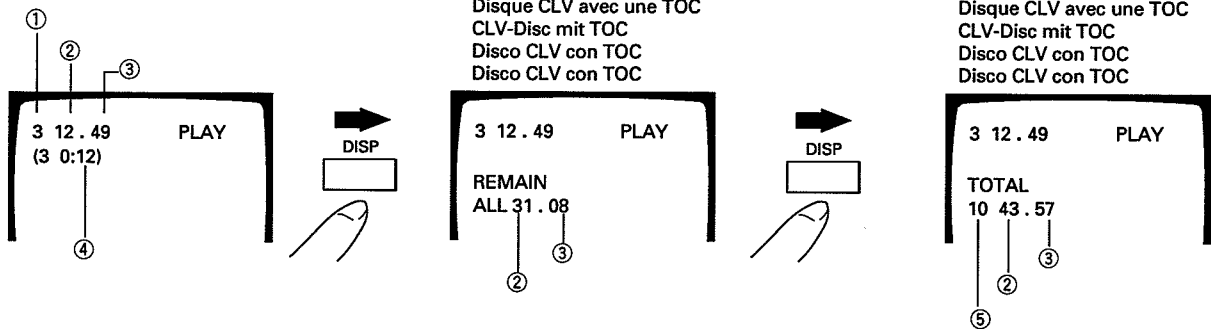 ①
②
③
3 12 . 49 PLAY
(3 0:12)
④
DISP
Disque CLV avec une TOC
CLV-Disc mit TOC
Disco CLV con TOC
Disco CLV con TOC
3 12 . 49 PLAY
REMAIN
ALL 31 . 08
②
③
DISP
Disque CLV avec une TOC
CLV-Disc mit TOC
Disco CLV con TOC
Disco CLV con TOC
3 12 . 49 PLAY
TOTAL
10 43 . 57
③
②
⑤